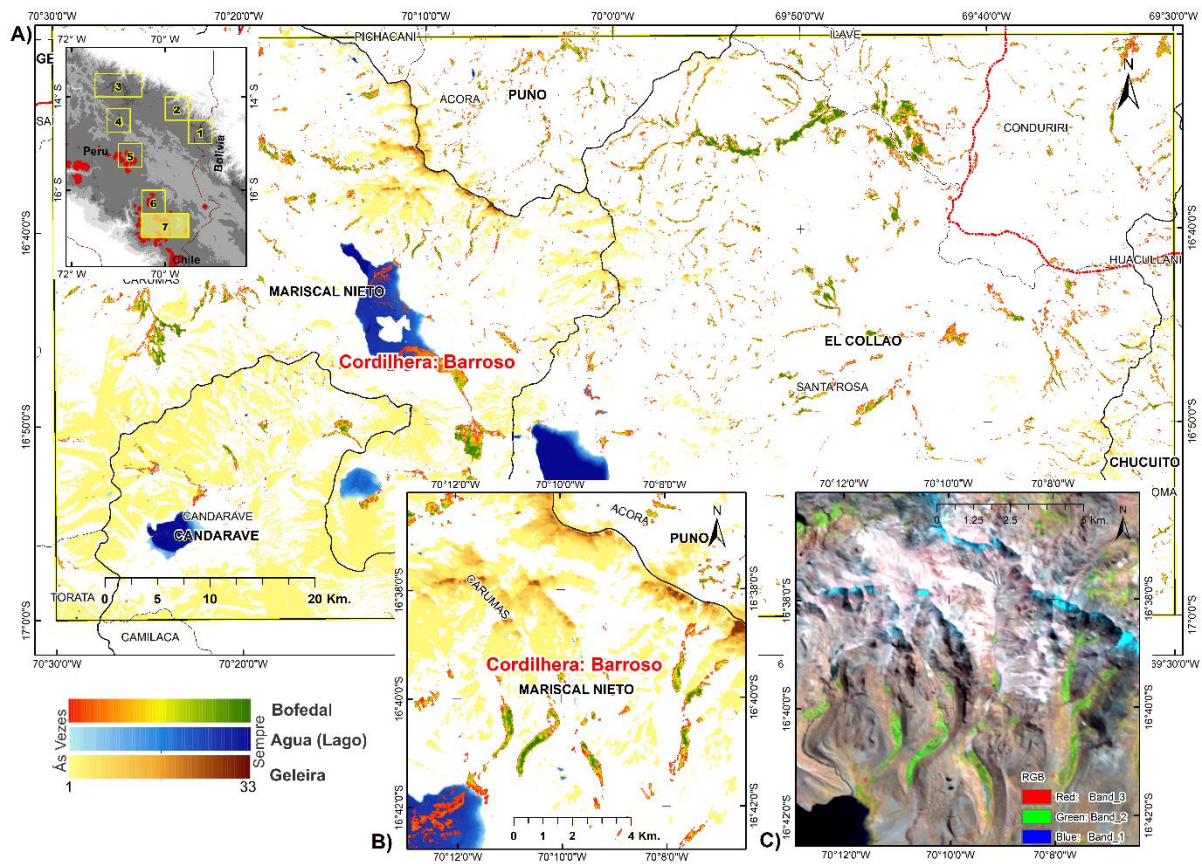 A)
70°30'0"W
70°20'0"W
70°10'0"W
70°0'0"W
69°50'0"W
69°40'0"W
69°30'0"W
PICHACANI
ILAVE
72° W
70° W
GE
3
14° S
14° S
2
4
1
Peru
5
Bolivia
16° S
16° S
6
7
Chile
72° W
70° W
ACORA
PUNO
N
CONDURIRI
SA
16°40'0"S
16°40'0"S
HUACULLANI
CARUMAS
MARISCAL NIETO
EL COLLAO
Cordilhera: Barroso
SANTA ROSA
16°50'0"S
16°50'0"S
CHUCUITO
OMA
CANDARAVE
CANDARAVE
0
5
10
20 Km.
TORATA
17°0'0"S
17°0'0"S
CAMILACA
70°30'0"W
70°20'0"W
6
69°30'0"W
70°12'0"W
70°10'0"W
70°8'0"W
ACORA
N
PUNO
CARUMAS
16°38'0"S
Cordilhera: Barroso
MARISCAL NIETO
16°40'0"S
16°42'0"S
0
1
2
4 Km.
B)
70°12'0"W
70°10'0"W
70°8'0"W
70°12'0"W
70°10'0"W
70°8'0"W
0
1.25
2.5
5 Km.
N
16°38'0"S
16°38'0"S
16°40'0"S
16°40'0"S
16°42'0"S
16°42'0"S
RGB
Red: Band_3
Green: Band_2
Blue: Band_1
C)
70°12'0"W
70°10'0"W
70°8'0"W
Às Vezes
Sempre
Bofedal
Agua (Lago)
Geleira
1
33